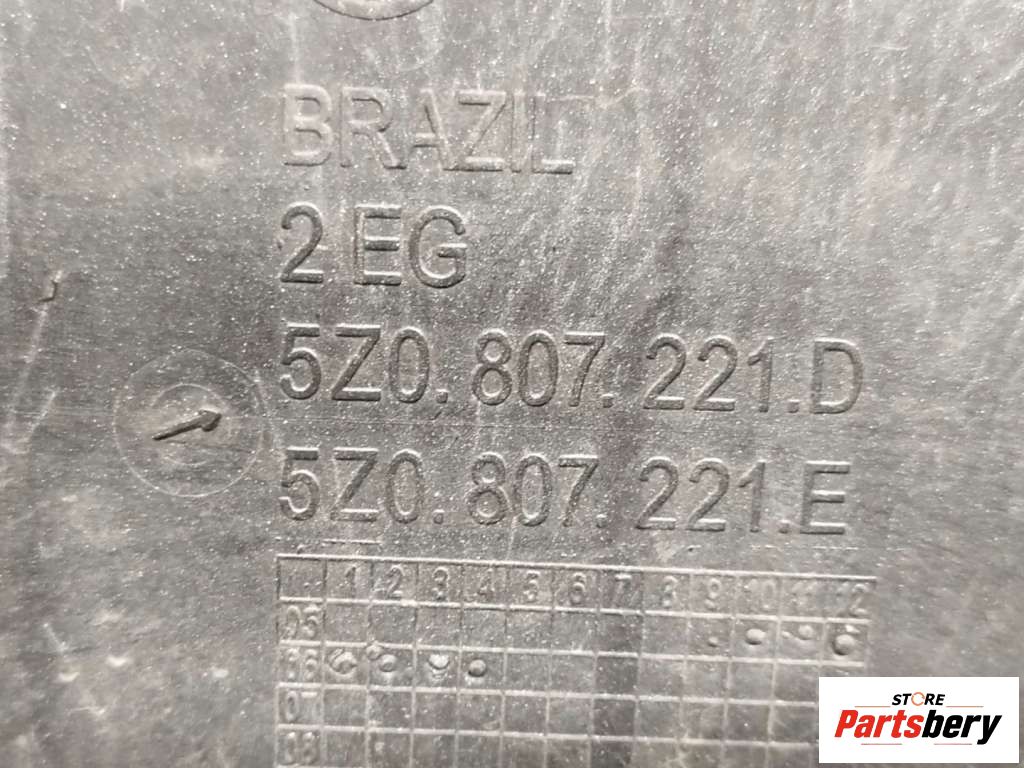 BRAZIL
2 EG
5Z0.807.221.D
5Z0.807.221.E
1 2 3 4 5 6 7 8 9 10 11 12
05
06
07
08
STORE
Partsbery